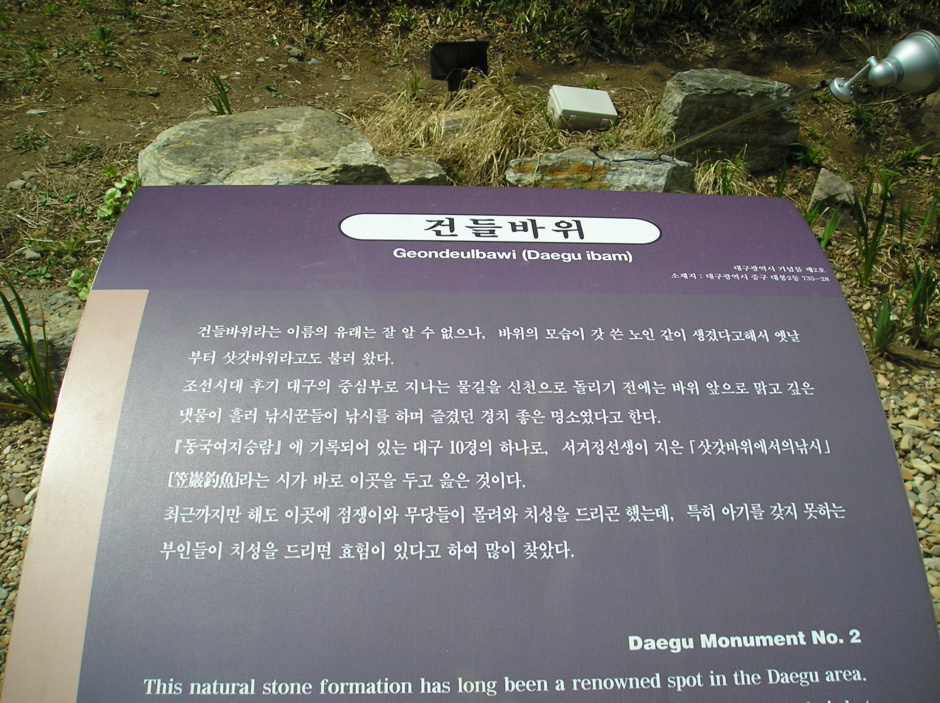 건들바위
Geondeulbawi (Daegu ibam)
대구광역시 기념물 제2호
소재지 : 대구광역시 중구 대봉2동 735-28
건들바위라는 이름의 유래는 잘 알 수 없으나, 바위의 모습이 갓 쓴 노인 같이 생겼다고해서 옛날
부터 삿갓바위라고도 불러 왔다.
조선시대 후기 대구의 중심부로 지나는 물길을 신천으로 돌리기 전에는 바위 앞으로 맑고 깊은
냇물이 흘러 낚시꾼들이 낚시를 하며 즐겼던 경치 좋은 명소였다고 한다.
『동국여지승람』에 기록되어 있는 대구 10경의 하나로, 서거정선생이 지은 「삿갓바위에서의낚시」
[笠巖釣魚]라는 시가 바로 이곳을 두고 읊은 것이다.
최근까지만 해도 이곳에 점쟁이와 무당들이 몰려와 치성을 드리곤 했는데, 특히 아기를 갖지 못하는
부인들이 치성을 드리면 효험이 있다고 하여 많이 찾았다.
Daegu Monument No. 2
This natural stone formation has long been a renowned spot in the Daegu area.